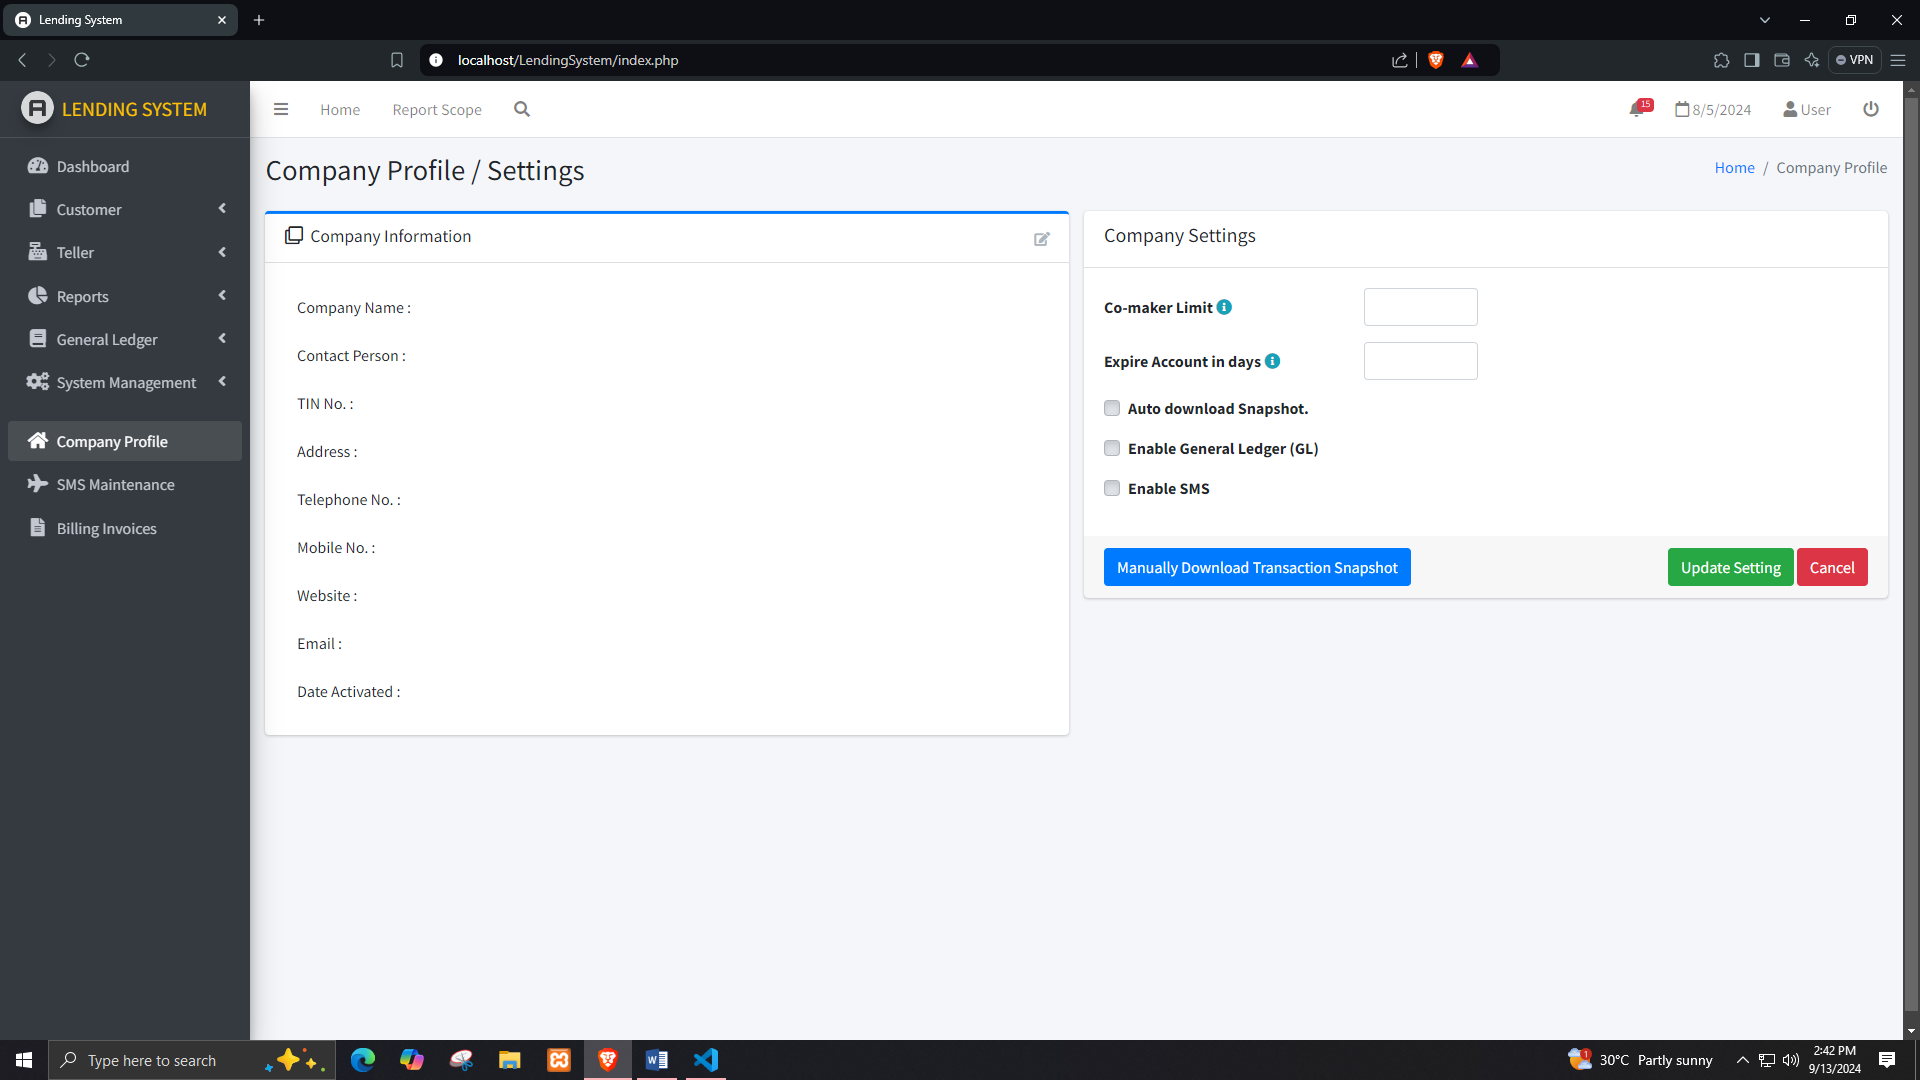 Lending System
localhost/LendingSystem/index.php
VPN
LENDING SYSTEM
Home
Report Scope
15
8/5/2024
User
Dashboard
Customer
Teller
Reports
General Ledger
System Management
Company Profile
SMS Maintenance
Billing Invoices
Company Profile / Settings
Home / Company Profile
Company Information
Company Name :
Contact Person :
TIN No. :
Address :
Telephone No. :
Mobile No. :
Website :
Email :
Date Activated :
Company Settings
Co-maker Limit
Expire Account in days
Auto download Snapshot.
Enable General Ledger (GL)
Enable SMS
Manually Download Transaction Snapshot
Update Setting
Cancel
Type here to search
1
30°C Partly sunny
2:42 PM
9/13/2024